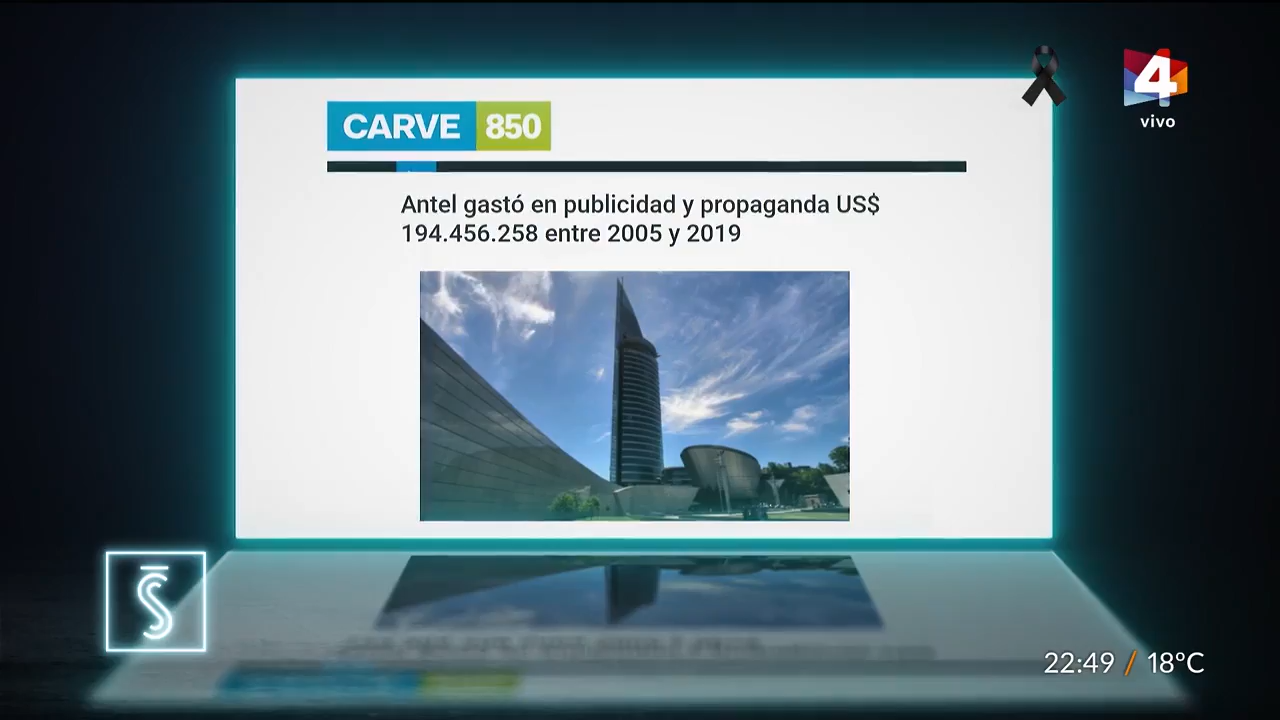 CARVE 850
4
vivo
Antel gastó en publicidad y propaganda US$
194.456.258 entre 2005 y 2019
22:49 / 18°C